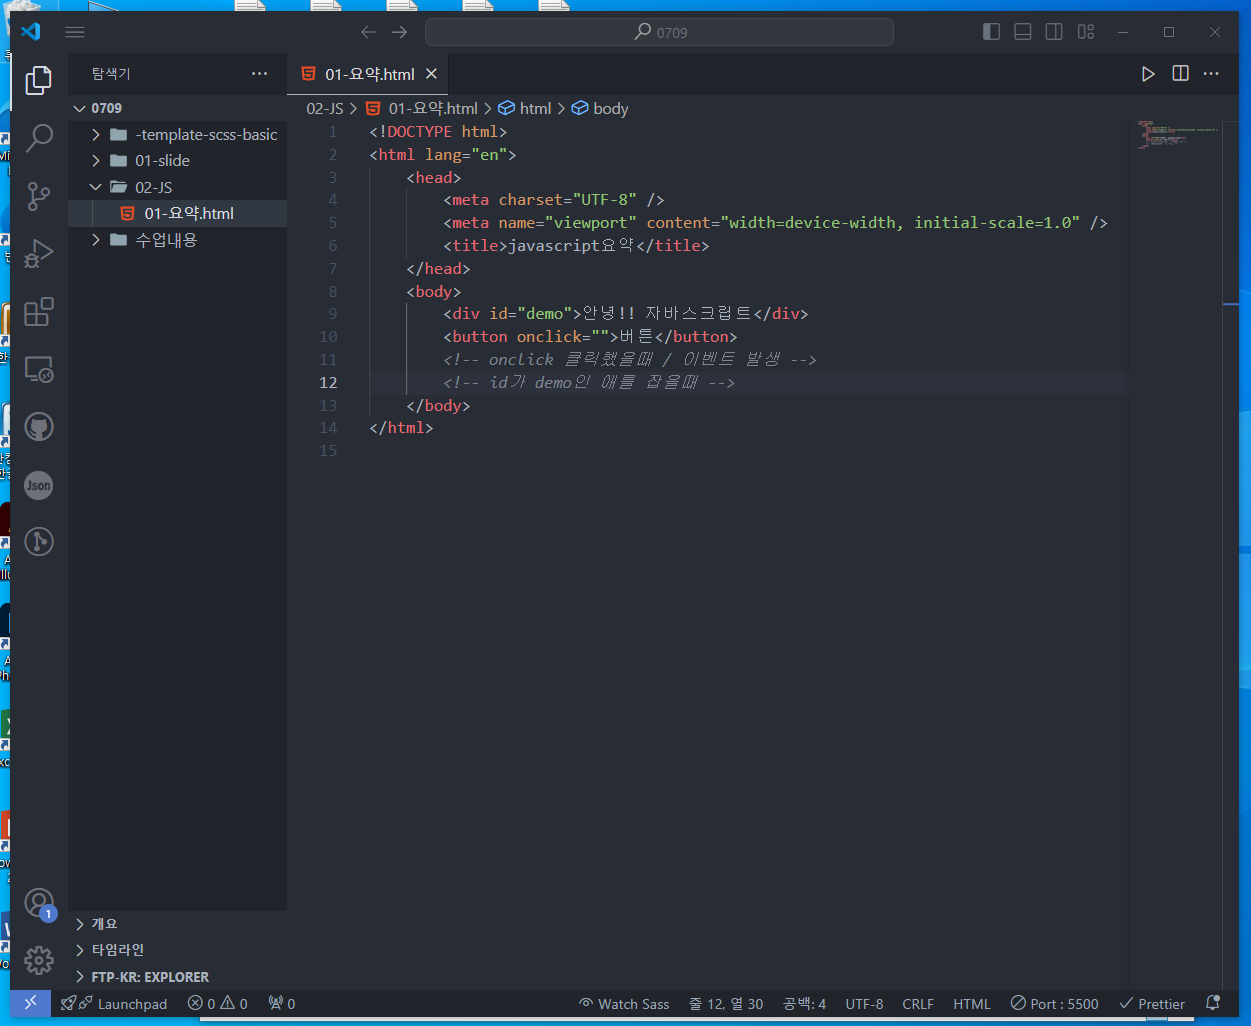 0709
탐색기
01-요약.html
0709
-template-scss-basic
01-slide
02-JS
01-요약.html
수업내용
02-JS > 01-요약.html > html > body
1 <!DOCTYPE html>
2 <html lang="en">
3 <head>
4 <meta charset="UTF-8" />
5 <meta name="viewport" content="width=device-width, initial-scale=1.0" />
6 <title>javascript요약</title>
7 </head>
8 <body>
9 <div id="demo">안녕!! 자바스크립트</div>
10 <button onclick="">버튼</button>
11 <!-- onclick 클릭했을때 / 이벤트 발생 -->
12 <!-- id가 demo인 애를 잡을때 -->
13 </body>
14 </html>
15
Json
1
개요
타임라인
FTP-KR: EXPLORER
Launchpad 0 0 0 Watch Sass 줄 12, 열 30 공백: 4 UTF-8 CRLF HTML Port : 5500 Prettier